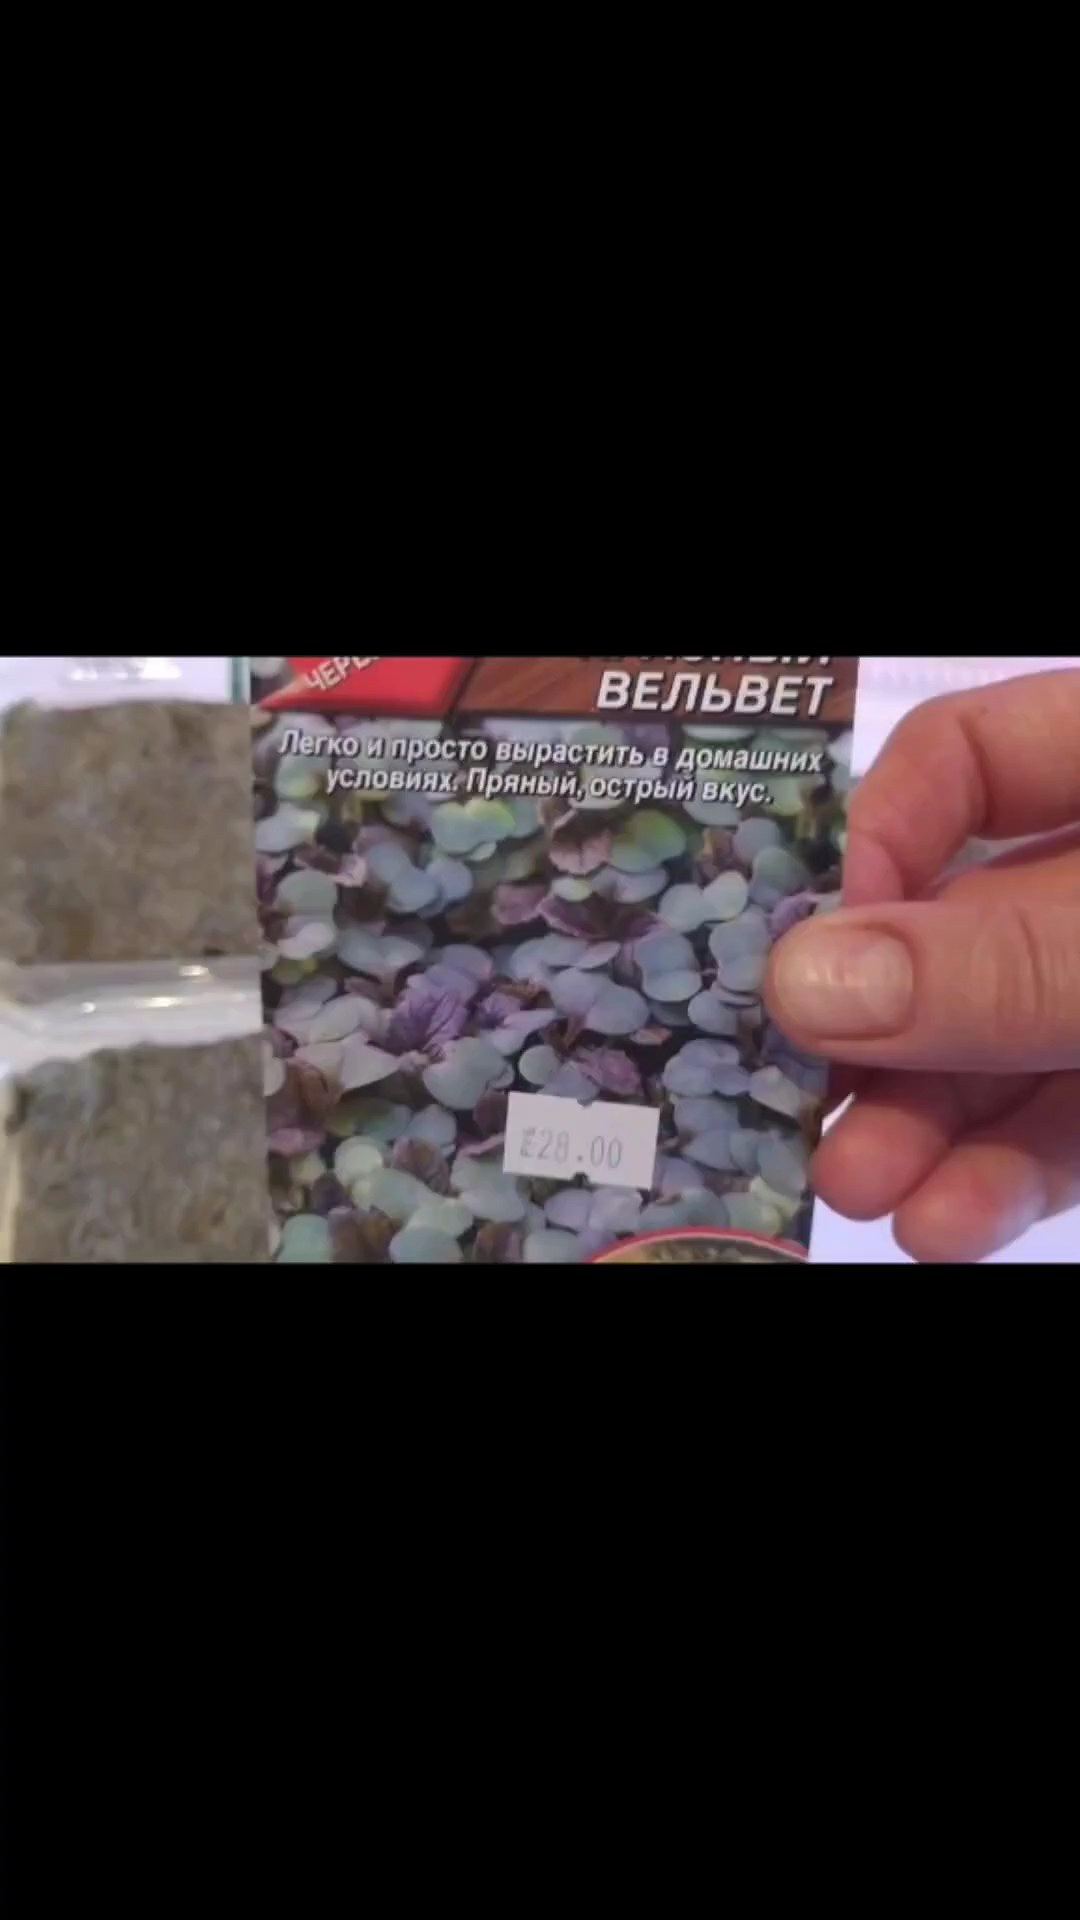 ВЕЛЬВЕТ
Легко и просто вырастить в домашних
условиях. Пряный, острый вкус.
28.00